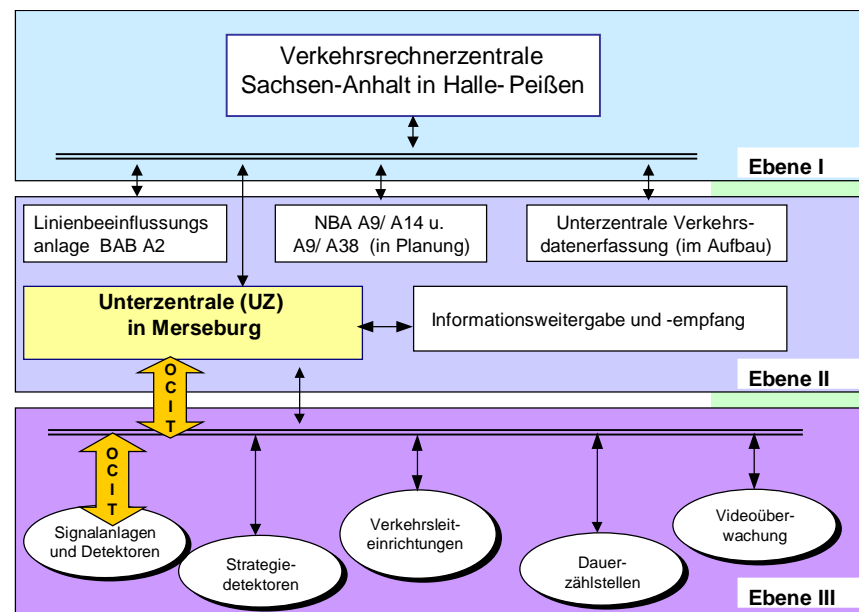 Verkehrsrechnerzentrale
Sachsen-Anhalt in Halle- Peißen
Ebene I
Linienbeeinflussungs
anlage BAB A2
NBA A9/ A14 u.
A9/ A38 (in Planung)
Unterzentrale Verkehrs-
datenerfassung (im Aufbau)
Unterzentrale (UZ)
in Merseburg
Informationsweitergabe und -empfang
Ebene II
OCIT
OCIT
Signalanlagen
und Detektoren
Strategie-
detektoren
Verkehrsleit
einrichtungen
Dauer-
zählstellen
Videoüber-
wachung
Ebene III